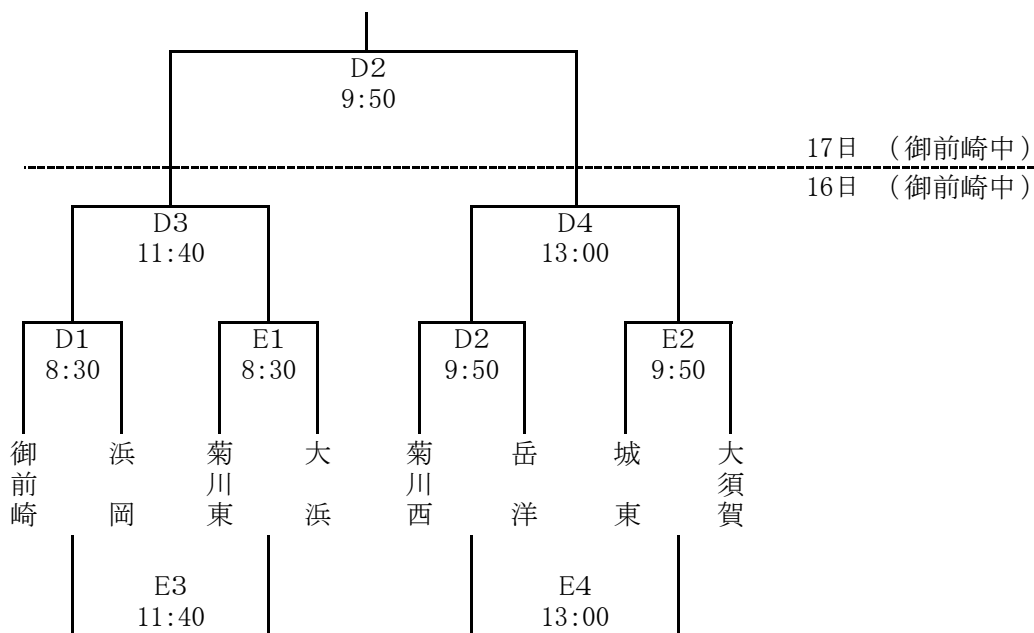 D2
9:50
17日 （御前崎中）
16日 （御前崎中）
D3
11:40
D4
13:00
D1
8:30
E1
8:30
D2
9:50
E2
9:50
御前崎
浜岡
菊川東
大浜
菊川西
岳洋
城東
大須賀
E3
11:40
E4
13:00